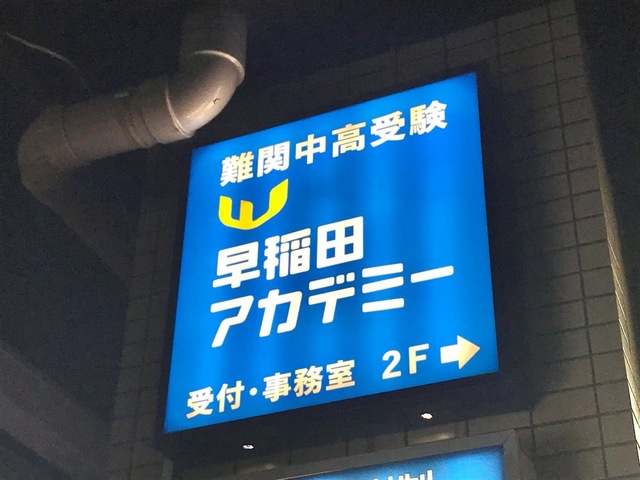 難関中高受験
早稲田
アカデミー
受付・事務室 2F